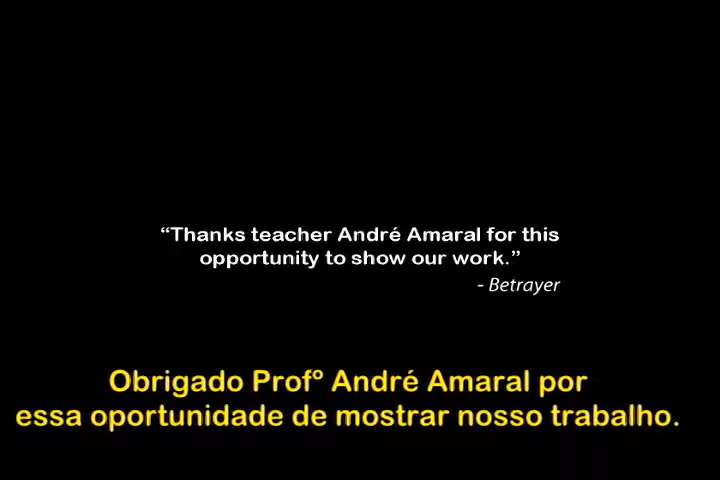 “Thanks teacher André Amaral for this
opportunity to show our work.”
- Betrayer
Obrigado Profº André Amaral por
essa oportunidade de mostrar nosso trabalho.